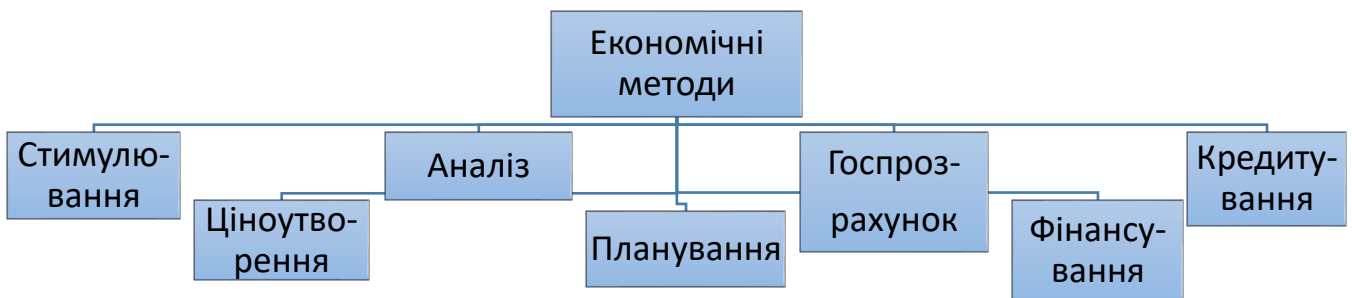 Економічні
методи
Стимулю-
вання
Аналіз
Госпроз-
рахунок
Кредиту-
вання
Ціноутво-
рення
Планування
Фінансу-
вання